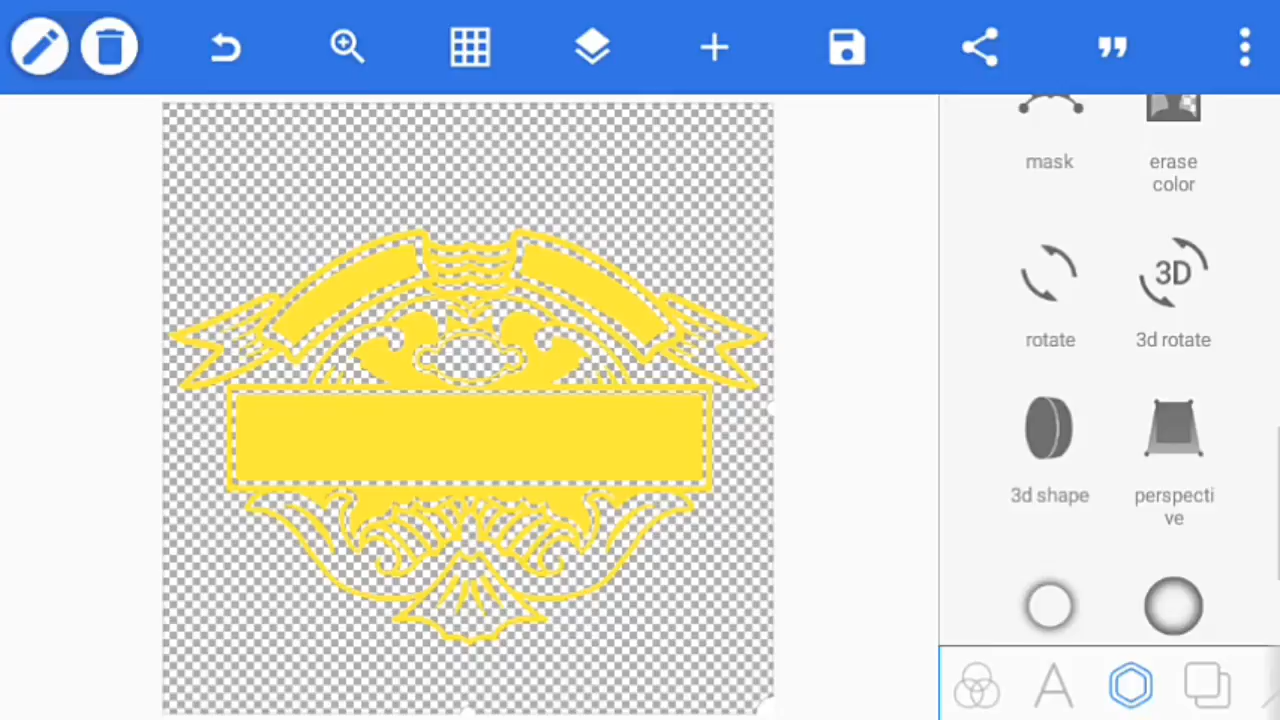 mask
erase
color
3D
rotate
3d rotate
3d shape
perspecti
ve
A